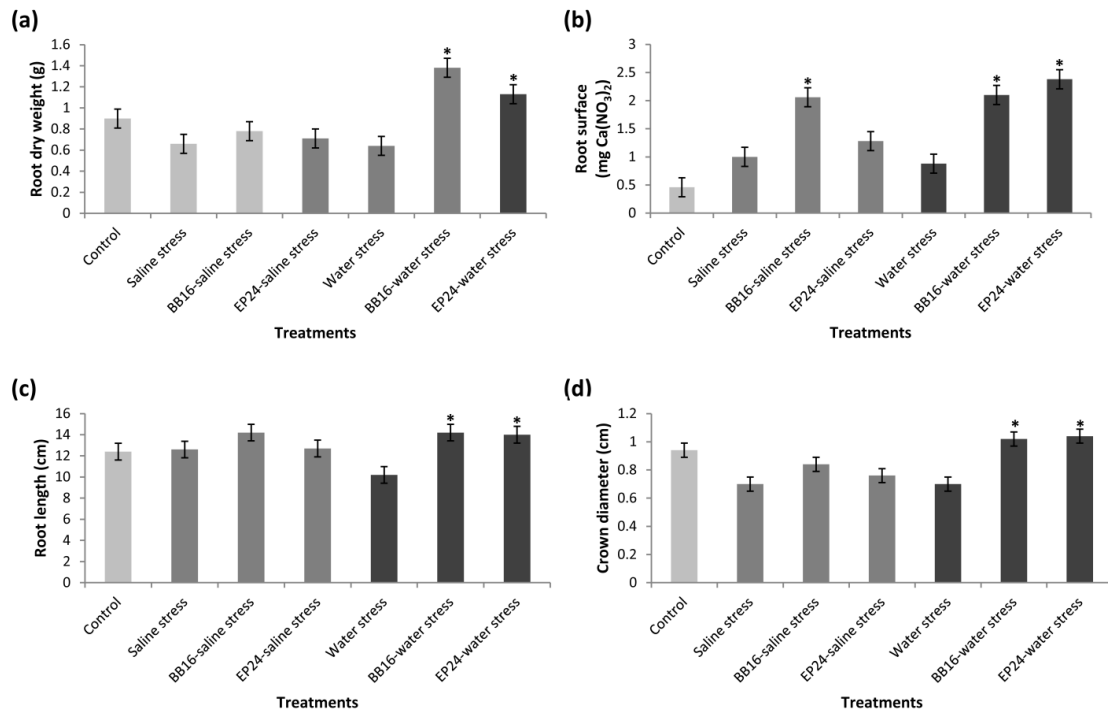 (a)
Root dry weight (g)
1.6
1.4
1.2
1
0.8
0.6
0.4
0.2
0
*
*
Control
Saline stress
BB16-saline stress
EP24-saline stress
Water stress
BB16-water stress
EP24-water stress
Treatments
(b)
Root surface
(mg Ca(NO₃)₂)
3
2.5
2
1.5
1
0.5
0
*
*
*
Control
Saline stress
BB16-saline stress
EP24-saline stress
Water stress
BB16-water stress
EP24-water stress
Treatments
(c)
Root length (cm)
16
14
12
10
8
6
4
2
0
*
*
Control
Saline stress
BB16-saline stress
EP24-saline stress
Water stress
BB16-water stress
EP24-water stress
Treatments
(d)
Crown diameter (cm)
1.2
1
0.8
0.6
0.4
0.2
0
*
*
Control
Saline stress
BB16-saline stress
EP24-saline stress
Water stress
BB16-water stress
EP24-water stress
Treatments